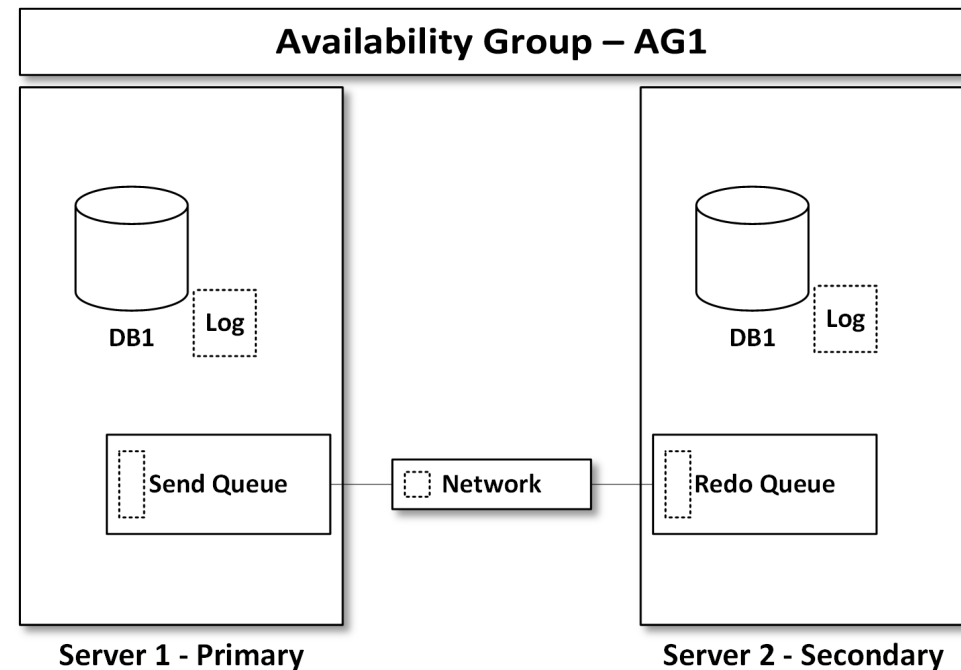 Availability Group – AG1
Log
DB1
Log
DB1
Send Queue
Network
Redo Queue
Server 1 - Primary
Server 2 - Secondary